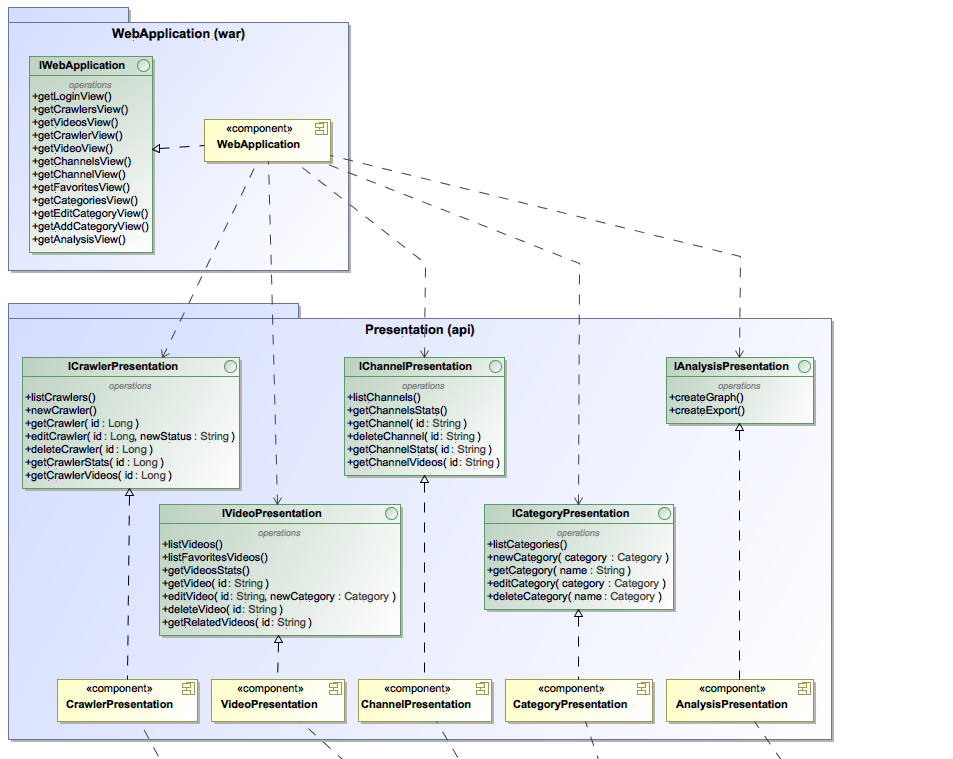 WebApplication (war)
IWebApplication
operations
+getLoginView()
+getCrawlersView()
+getVideosView()
+getCrawlerView()
+getVideoView()
+getChannelsView()
+getChannelView()
+getFavoritesView()
+getCategoriesView()
+getEditCategoryView()
+getAddCategoryView()
+getAnalysisView()
«component»
WebApplication
Presentation (api)
ICrawlerPresentation
operations
+listCrawlers()
+newCrawler()
+getCrawler( id : Long )
+editCrawler( id : Long, newStatus : String )
+deleteCrawler( id : Long )
+getCrawlerStats( id : Long )
+getCrawlerVideos( id : Long )
IChannelPresentation
operations
+listChannels()
+getChannelsStats()
+getChannel( id : String )
+deleteChannel( id : String )
+getChannelStats( id : String )
+getChannelVideos( id : String )
IAnalysisPresentation
operations
+createGraph()
+createExport()
IVideoPresentation
operations
+listVideos()
+listFavoritesVideos()
+getVideosStats()
+getVideo( id : String )
+editVideo( id : String, newCategory : Category )
+deleteVideo( id : String )
+getRelatedVideos( id : String )
ICategoryPresentation
operations
+listCategories()
+newCategory( category : Category )
+getCategory( name : String )
+editCategory( category : Category )
+deleteCategory( name : Category )
«component»
CrawlerPresentation
«component»
VideoPresentation
«component»
ChannelPresentation
«component»
CategoryPresentation
«component»
AnalysisPresentation